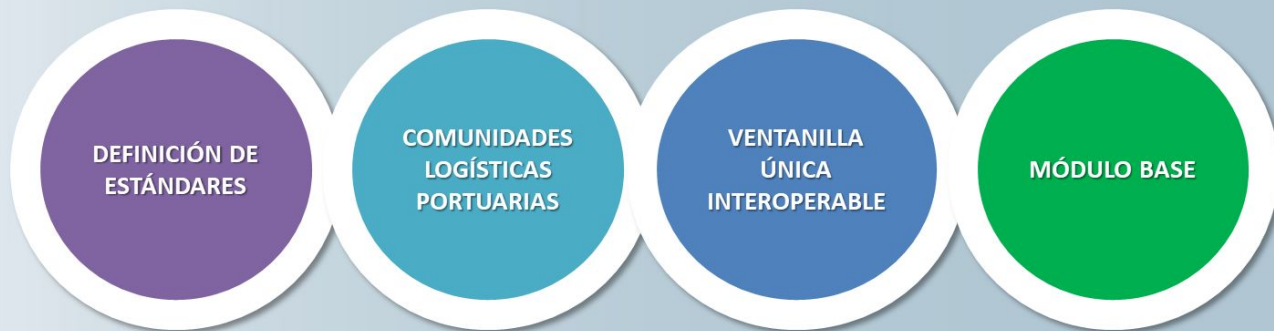 DEFINICIÓN DE
ESTÁNDARES
COMUNIDADES
LOGÍSTICAS
PORTUARIAS
VENTANILLA
ÚNICA
INTEROPERABLE
MÓDULO BASE